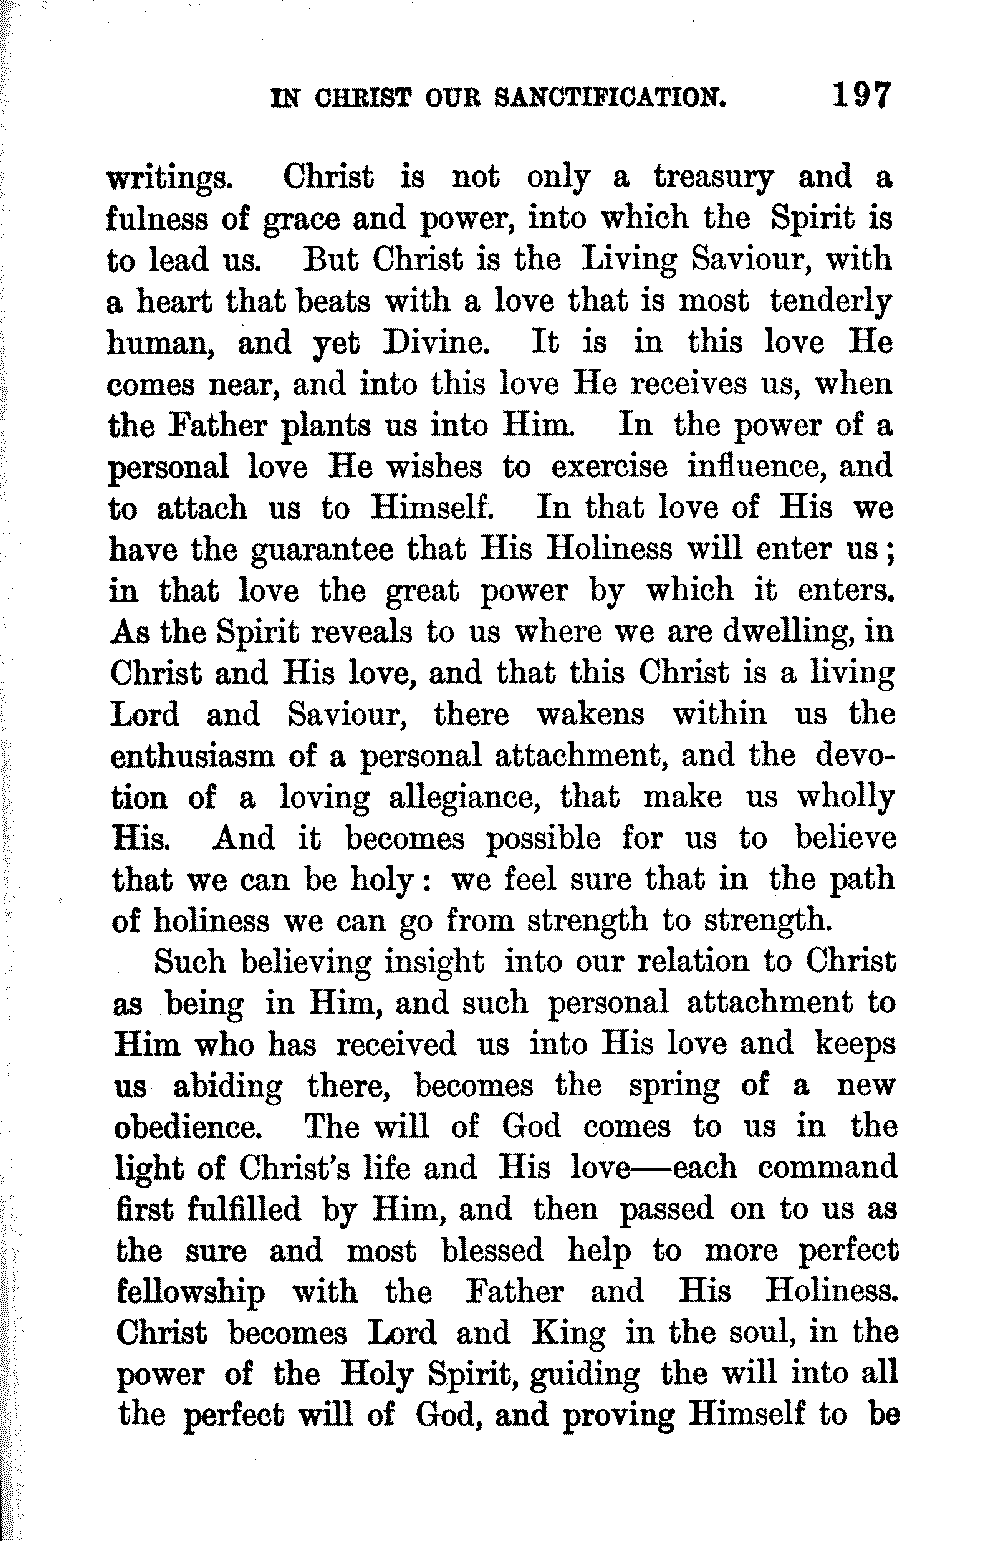 IN CHRIST OUR SANCTIFICATION. 197
writings. Christ is not only a treasury and a
fulness of grace and power, into which the Spirit is
to lead us. But Christ is the Living Saviour, with
a heart that beats with a love that is most tenderly
human, and yet Divine. It is in this love He
comes near, and into this love He receives us, when
the Father plants us into Him. In the power of a
personal love He wishes to exercise influence, and
to attach us to Himself. In that love of His we
have the guarantee that His Holiness will enter us;
in that love the great power by which it enters.
As the Spirit reveals to us where we are dwelling, in
Christ and His love, and that this Christ is a living
Lord and Saviour, there wakens within us the
enthusiasm of a personal attachment, and the devo-
tion of a loving allegiance, that make us wholly
His. And it becomes possible for us to believe
that we can be holy: we feel sure that in the path
of holiness we can go from strength to strength.
Such believing insight into our relation to Christ
as being in Him, and such personal attachment to
Him who has received us into His love and keeps
us abiding there, becomes the spring of a new
obedience. The will of God comes to us in the
light of Christ's life and His love—each command
first fulfilled by Him, and then passed on to us as
the sure and most blessed help to more perfect
fellowship with the Father and His Holiness.
Christ becomes Lord and King in the soul, in the
power of the Holy Spirit, guiding the will into all
the perfect will of God, and proving Himself to be